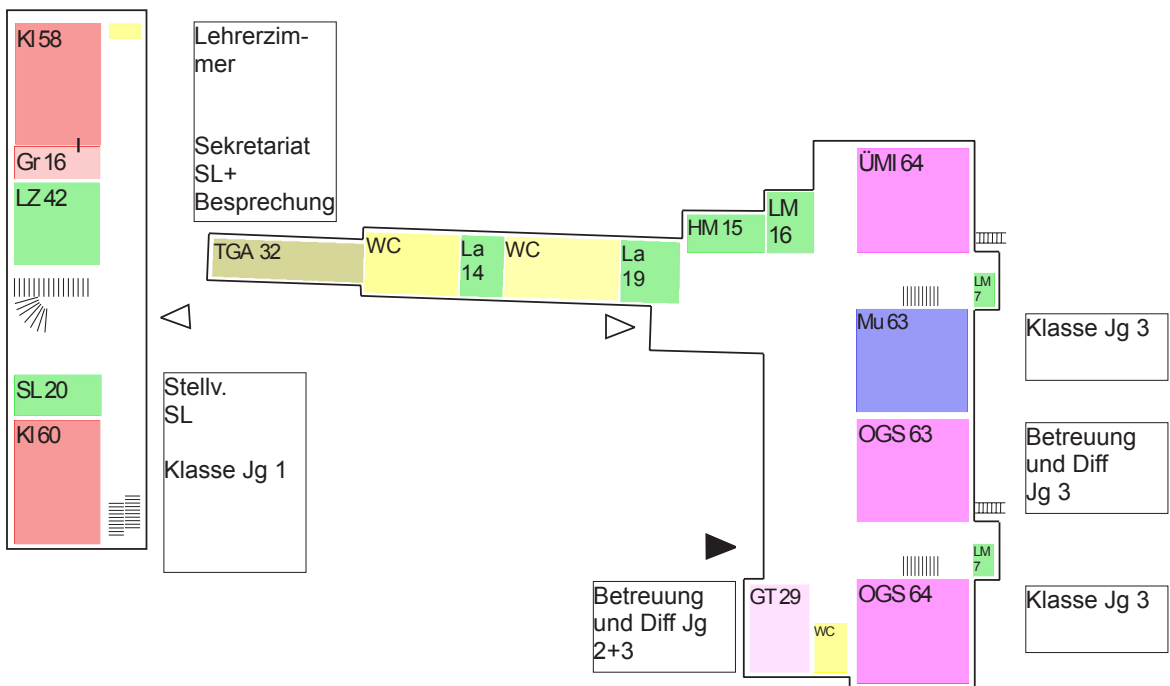 Kl 58
Gr 16
LZ 42
SL 20
Kl 60
Lehrerzim-
mer
Sekretariat
SL+
Besprechung
Stellv.
SL
Klasse Jg 1
TGA 32
WC
La
14
WC
La
19
HM 15
LM
16
ÜMI 64
LM
7
Mu 63
Klasse Jg 3
OGS 63
Betreuung
und Diff
Jg 3
LM
7
Betreuung
und Diff Jg
2+3
GT 29
WC
OGS 64
Klasse Jg 3